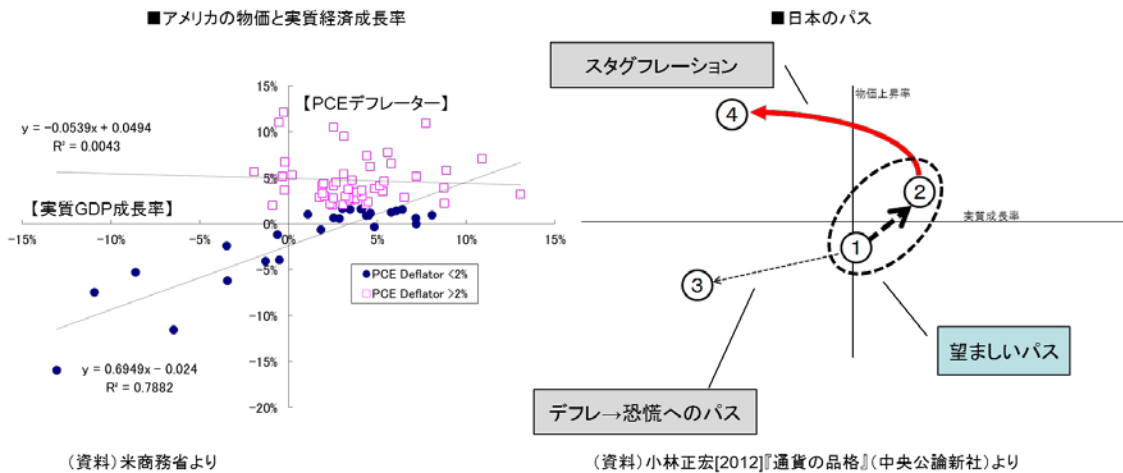 ■アメリカの物価と実質経済成長率
【PCEデフレーター】
y = −0.0539x + 0.0494
R² = 0.0043
【実質GDP成長率】
15%
10%
5%
0%
-5%
-10%
-15%
-20%
-15%
-10%
-5%
0%
5%
10%
15%
PCE Deflator <2%
PCE Deflator >2%
y = 0.6949x − 0.024
R² = 0.7882
(資料)米商務省より
■日本のパス
スタグフレーション
物価上昇率
④
②
実質成長率
①
③
望ましいパス
デフレ→恐慌へのパス
(資料)小林正宏[2012]『通貨の品格』(中央公論新社)より